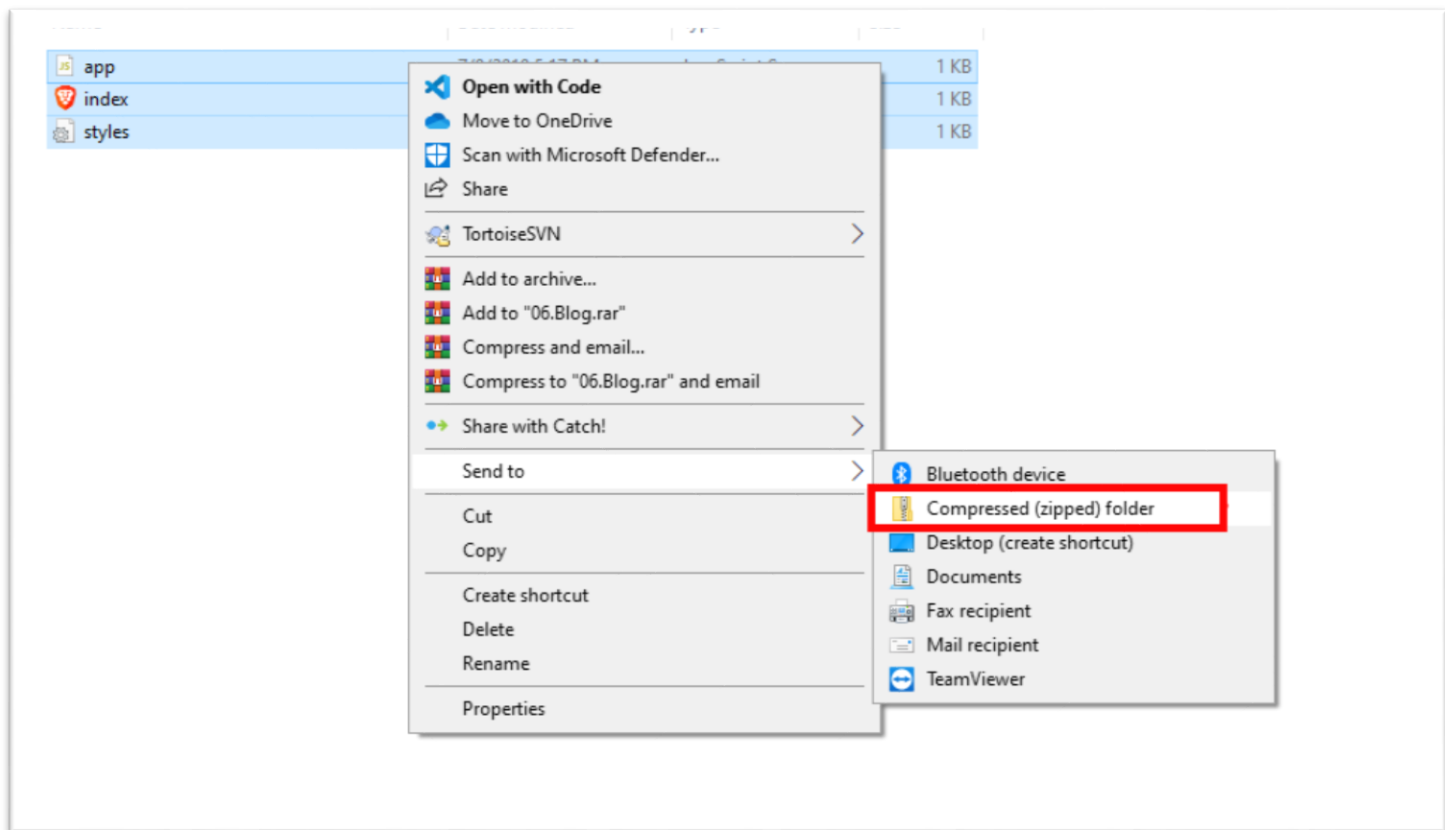 app
1 KB
index
1 KB
styles
1 KB
Open with Code
Move to OneDrive
Scan with Microsoft Defender...
Share
TortoiseSVN
Add to archive...
Add to "06.Blog.rar"
Compress and email...
Compress to "06.Blog.rar" and email
Share with Catch!
Send to
Cut
Copy
Create shortcut
Delete
Rename
Properties
Bluetooth device
Compressed (zipped) folder
Desktop (create shortcut)
Documents
Fax recipient
Mail recipient
TeamViewer